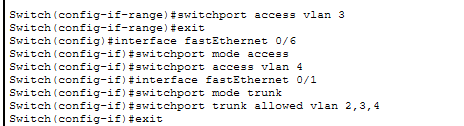 Switch(config-if-range)#switchport access vlan 3
Switch(config-if-range)#exit
Switch(config)#interface fastEthernet 0/6
Switch(config-if)#switchport mode access
Switch(config-if)#switchport access vlan 4
Switch(config-if)#interface fastEthernet 0/1
Switch(config-if)#switchport mode trunk
Switch(config-if)#switchport trunk allowed vlan 2,3,4
Switch(config-if)#exit